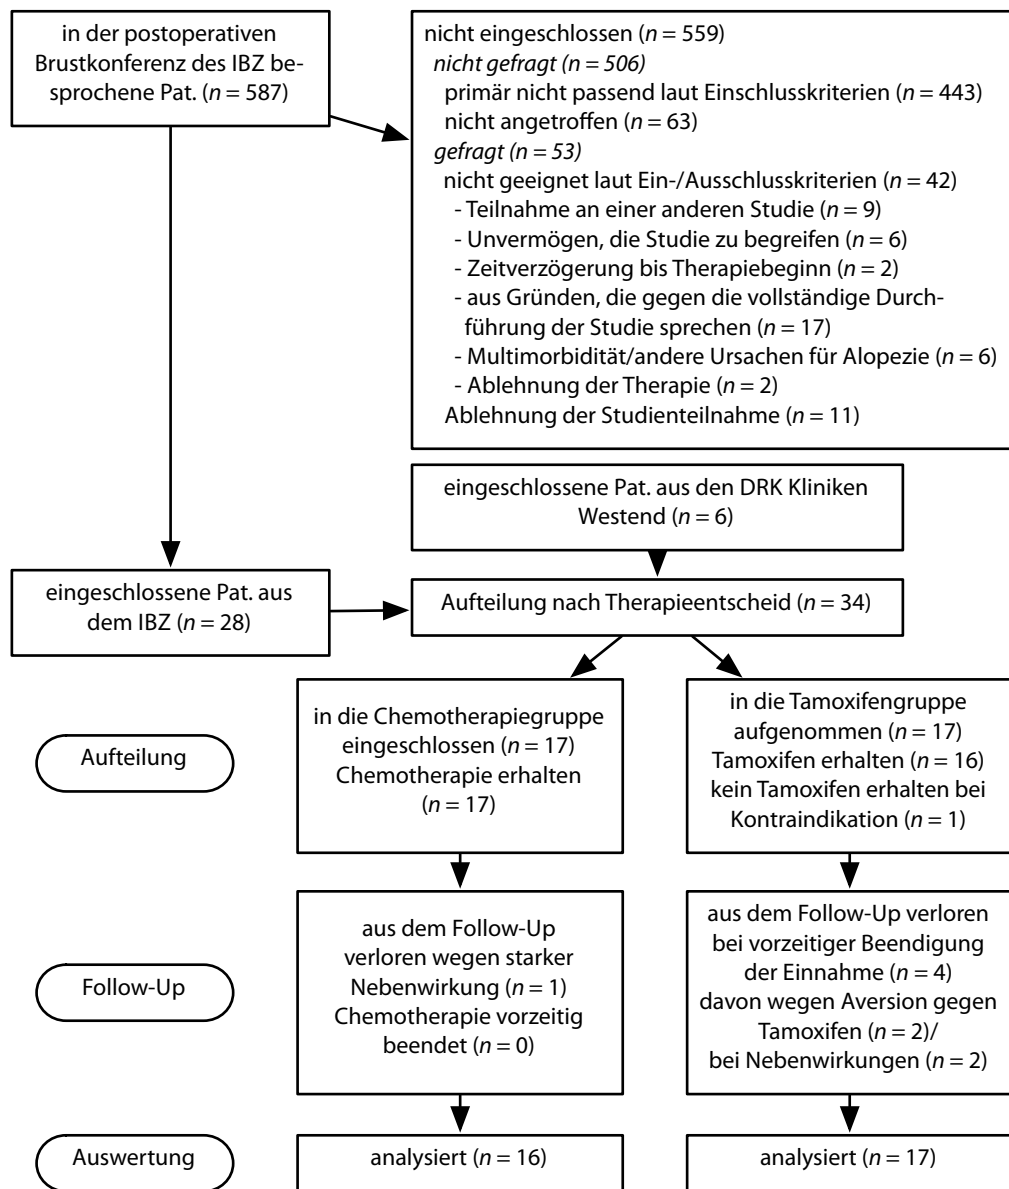 in der postoperativen
Brustkonferenz des IBZ be-
sprochene Pat. (n = 587)
nicht eingeschlossen (n = 559)
nicht gefragt (n = 506)
primär nicht passend laut Einschlusskriterien (n = 443)
nicht angetroffen (n = 63)
gefragt (n = 53)
nicht geeignet laut Ein-/Ausschlusskriterien (n = 42)
- Teilnahme an einer anderen Studie (n = 9)
- Unvermögen, die Studie zu begreifen (n = 6)
- Zeitverzögerung bis Therapiebeginn (n = 2)
- aus Gründen, die gegen die vollständige Durch-
führung der Studie sprechen (n = 17)
- Multimorbidität/andere Ursachen für Alopezie (n = 6)
- Ablehnung der Therapie (n = 2)
Ablehnung der Studienteilnahme (n = 11)
eingeschlossene Pat. aus den DRK Kliniken
Westend (n = 6)
eingeschlossene Pat. aus
dem IBZ (n = 28)
Aufteilung nach Therapieentscheid (n = 34)
Aufteilung
in die Chemotherapiegruppe
eingeschlossen (n = 17)
Chemotherapie erhalten
(n = 17)
in die Tamoxifengruppe
aufgenommen (n = 17)
Tamoxifen erhalten (n = 16)
kein Tamoxifen erhalten bei
Kontraindikation (n = 1)
Follow-Up
aus dem Follow-Up
verloren wegen starker
Nebenwirkung (n = 1)
Chemotherapie vorzeitig
beendet (n = 0)
aus dem Follow-Up verloren
bei vorzeitiger Beendigung
der Einnahme (n = 4)
davon wegen Aversion gegen
Tamoxifen (n = 2)/
bei Nebenwirkungen (n = 2)
Auswertung
analysiert (n = 16)
analysiert (n = 17)